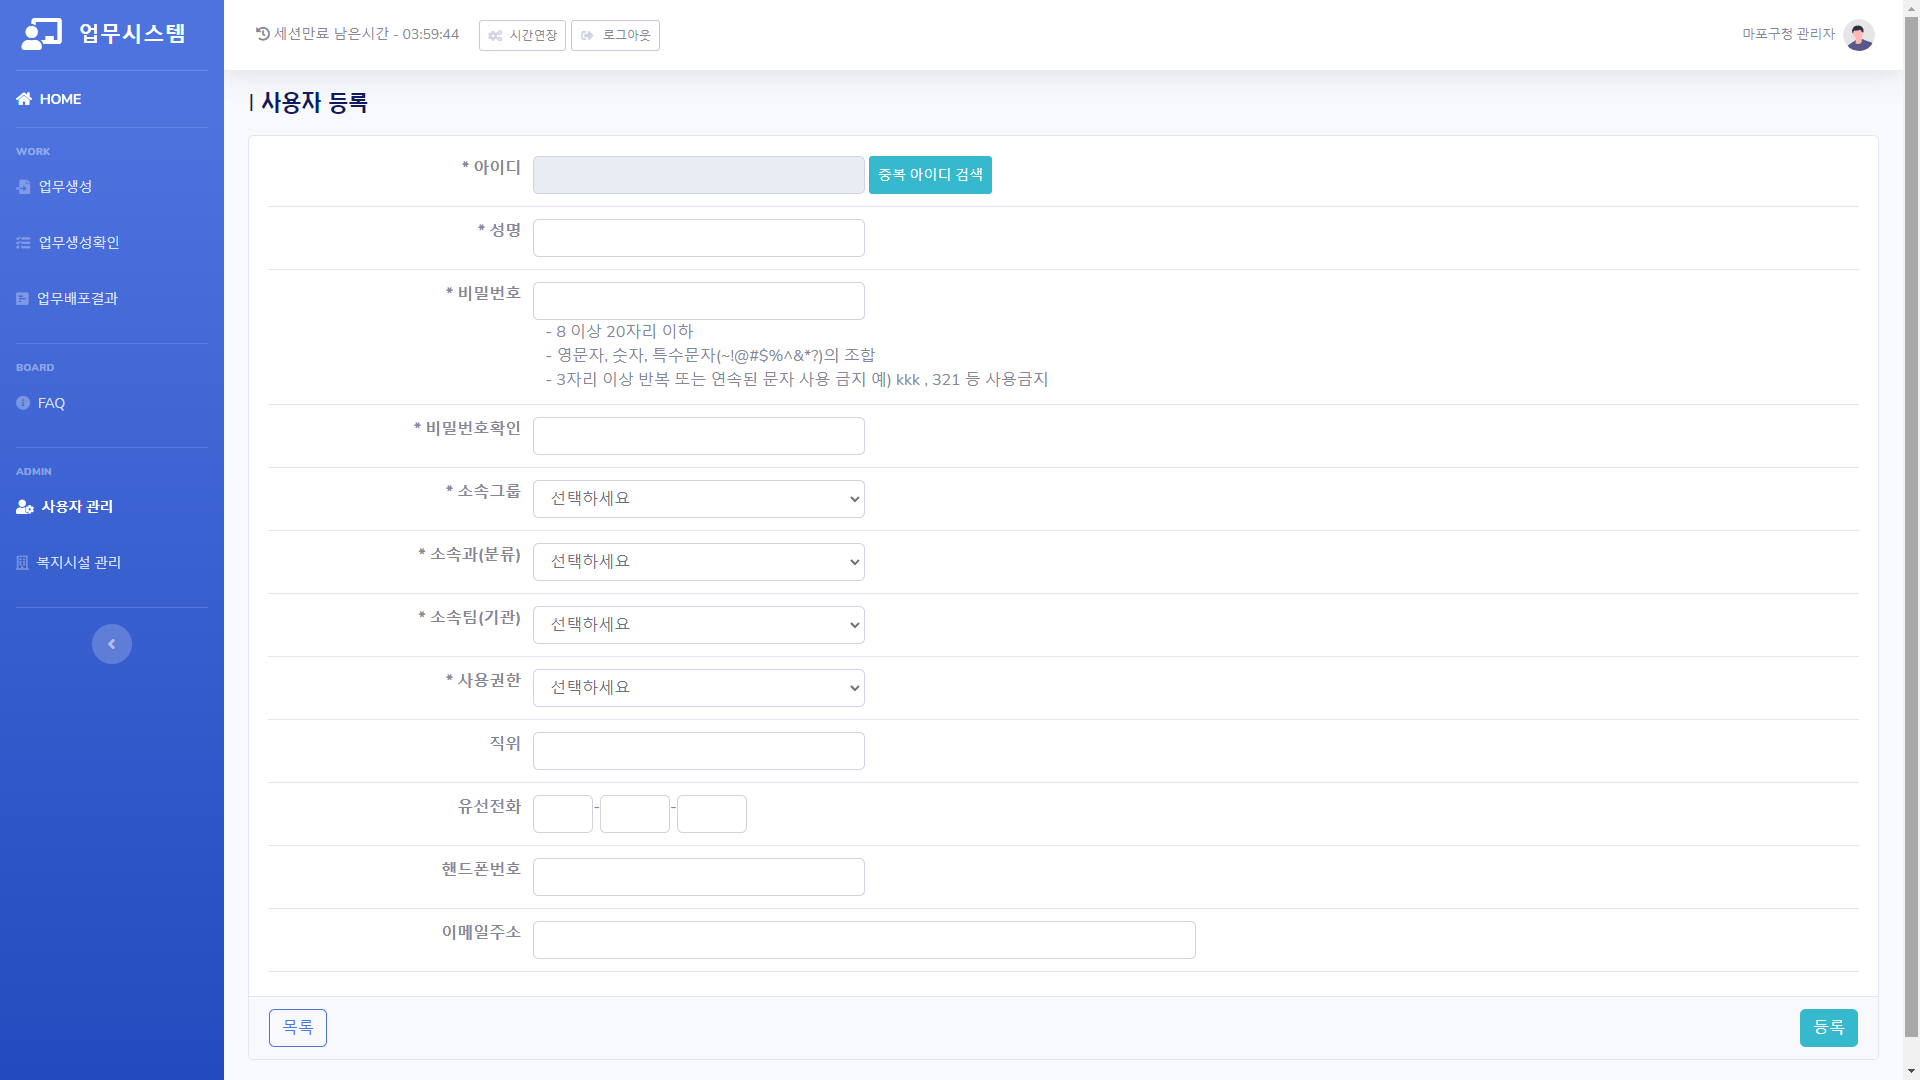 업무시스템
세션만료 남은시간 - 03:59:44
시간연장
로그아웃
마포구청 관리자
HOME
WORK
업무생성
업무생성확인
업무배포결과
BOARD
FAQ
ADMIN
사용자 관리
복지시설 관리
| 사용자 등록
* 아이디
중복 아이디 검색
* 성명
* 비밀번호
- 8 이상 20자리 이하
- 영문자, 숫자, 특수문자(~!@#$%^&*?)의 조합
- 3자리 이상 반복 또는 연속된 문자 사용 금지 예) kkk , 321 등 사용금지
* 비밀번호확인
* 소속그룹 선택하세요
* 소속과(분류) 선택하세요
* 소속팀(기관) 선택하세요
* 사용권한 선택하세요
직위
유선전화 - -
핸드폰번호
이메일주소
목록
등록